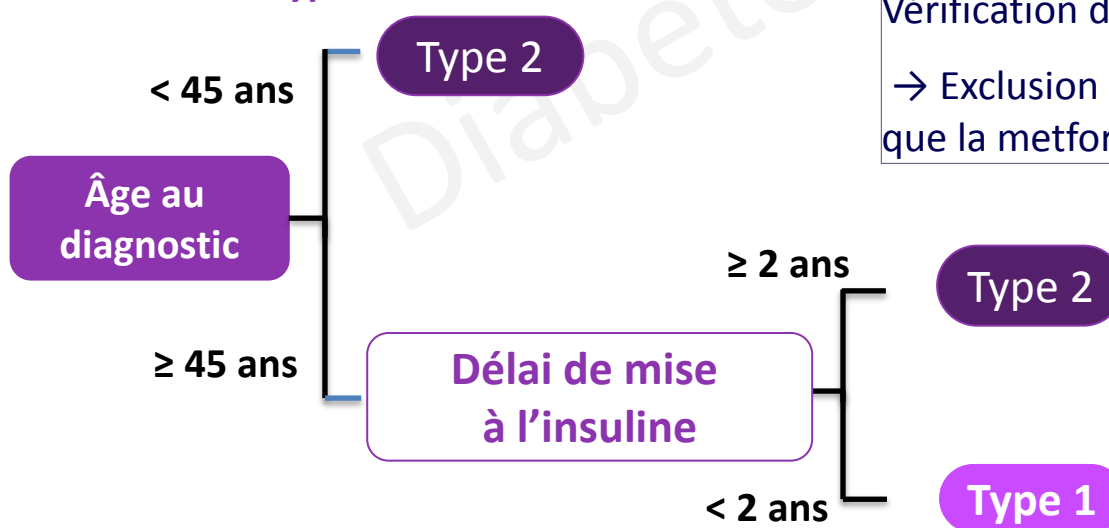 Vérification d
→ Exclusion
que la metfor
Type 2
< 45 ans
Âge au
diagnostic
≥ 45 ans
Délai de mise
à l’insuline
≥ 2 ans
Type 2
< 2 ans
Type 1
Diabete